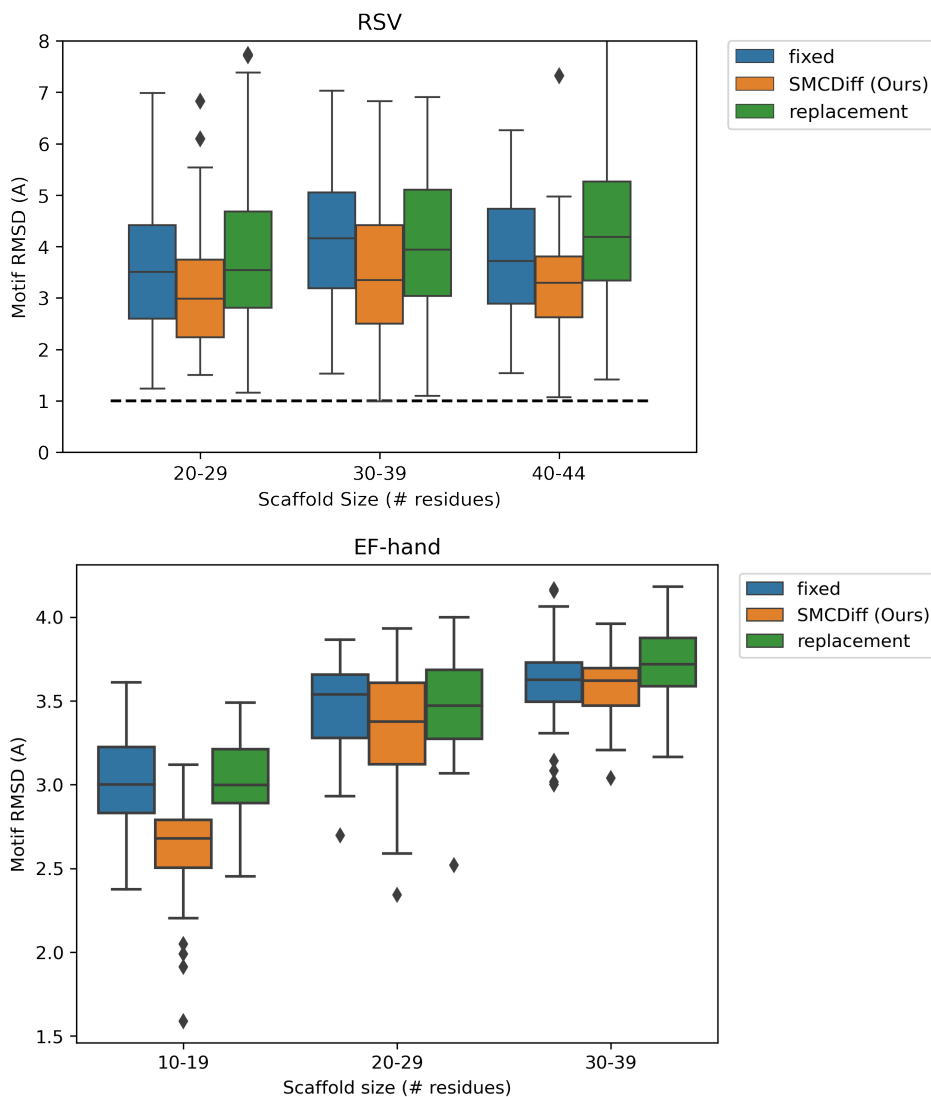 RSV
8
7
6
5
4
3
2
1
0
Motif RMSD (A)
20-29
30-39
40-44
Scaffold Size (# residues)
fixed
SMCDiff (Ours)
replacement
EF-hand
4.0
3.5
3.0
2.5
2.0
1.5
Motif RMSD (A)
10-19
20-29
30-39
Scaffold size (# residues)
fixed
SMCDiff (Ours)
replacement